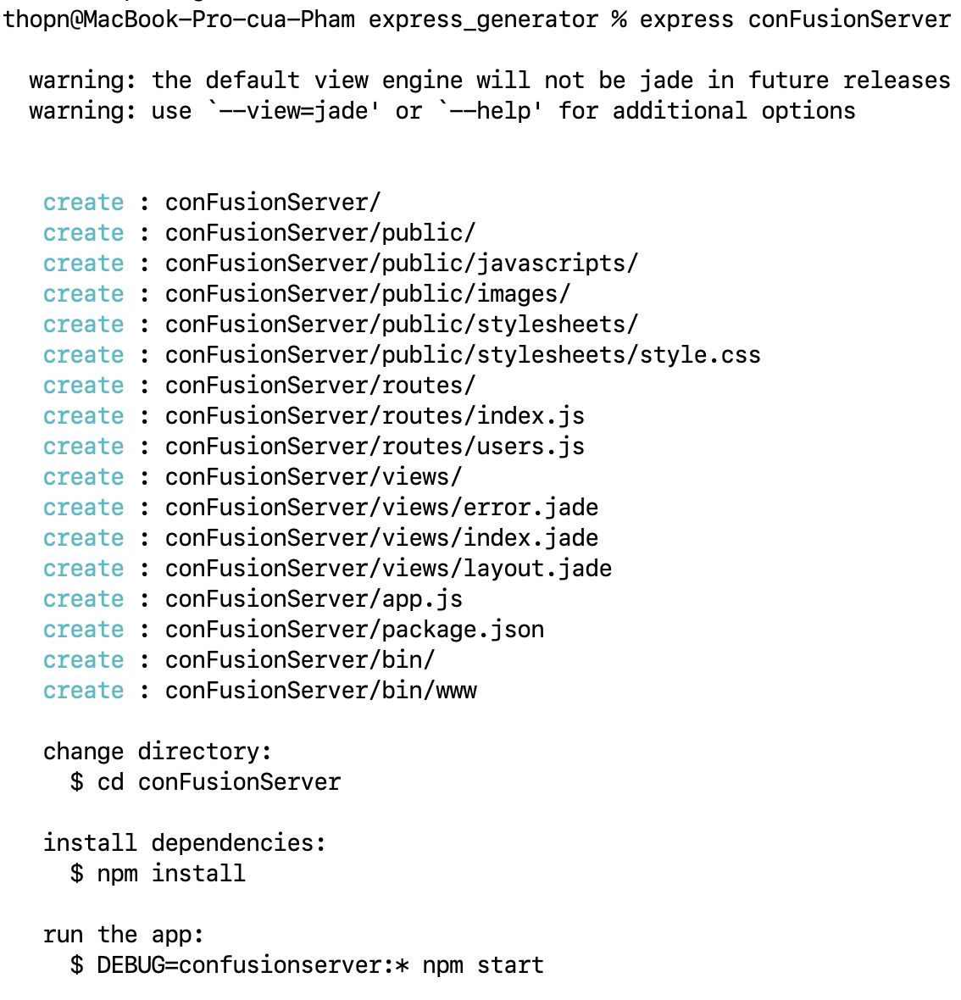 thopn@MacBook-Pro-cua-Pham express_generator % express conFusionServer
warning: the default view engine will not be jade in future releases
warning: use `--view=jade' or `--help' for additional options
create : conFusionServer/
create : conFusionServer/public/
create : conFusionServer/public/javascripts/
create : conFusionServer/public/images/
create : conFusionServer/public/stylesheets/
create : conFusionServer/public/stylesheets/style.css
create : conFusionServer/routes/
create : conFusionServer/routes/index.js
create : conFusionServer/routes/users.js
create : conFusionServer/views/
create : conFusionServer/views/error.jade
create : conFusionServer/views/index.jade
create : conFusionServer/views/layout.jade
create : conFusionServer/app.js
create : conFusionServer/package.json
create : conFusionServer/bin/
create : conFusionServer/bin/www
change directory:
$ cd conFusionServer
install dependencies:
$ npm install
run the app:
$ DEBUG=confusionserver:* npm start